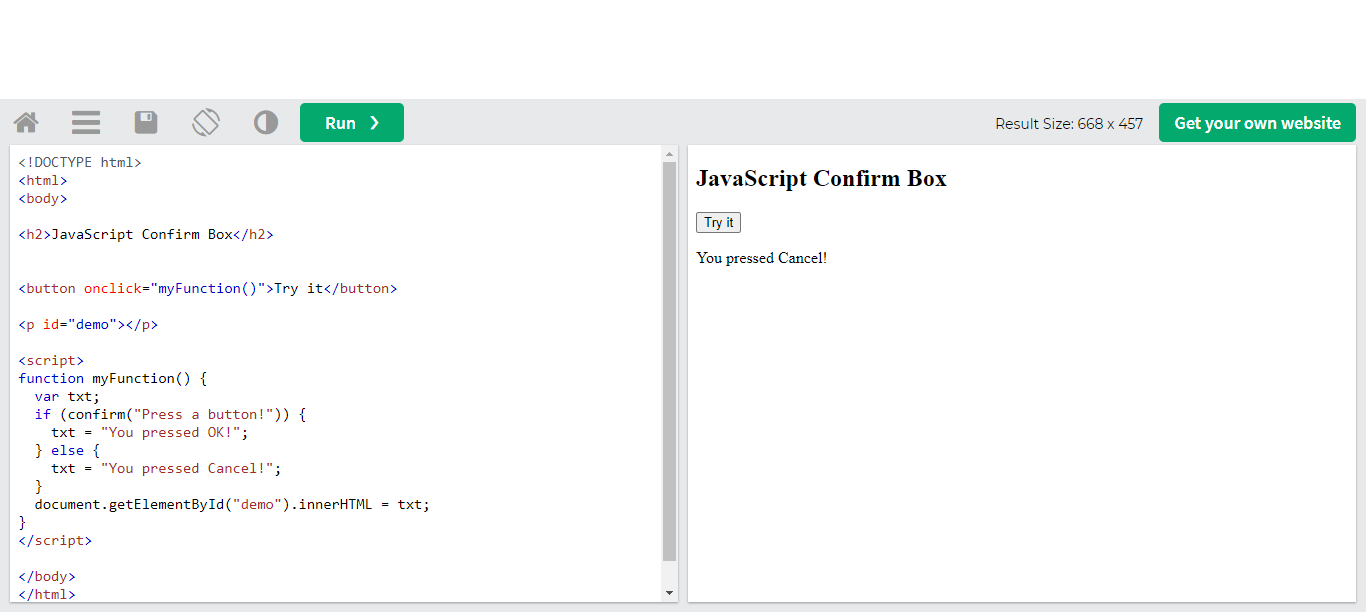 Run ❯
Result Size: 668 x 457
Get your own website
<!DOCTYPE html>
<html>
<body>
<h2>JavaScript Confirm Box</h2>
<button onclick="myFunction()">Try it</button>
<p id="demo"></p>
<script>
function myFunction() {
  var txt;
  if (confirm("Press a button!")) {
    txt = "You pressed OK!";
  } else {
    txt = "You pressed Cancel!";
  }
  document.getElementById("demo").innerHTML = txt;
}
</script>
</body>
</html>
JavaScript Confirm Box
Try it
You pressed Cancel!